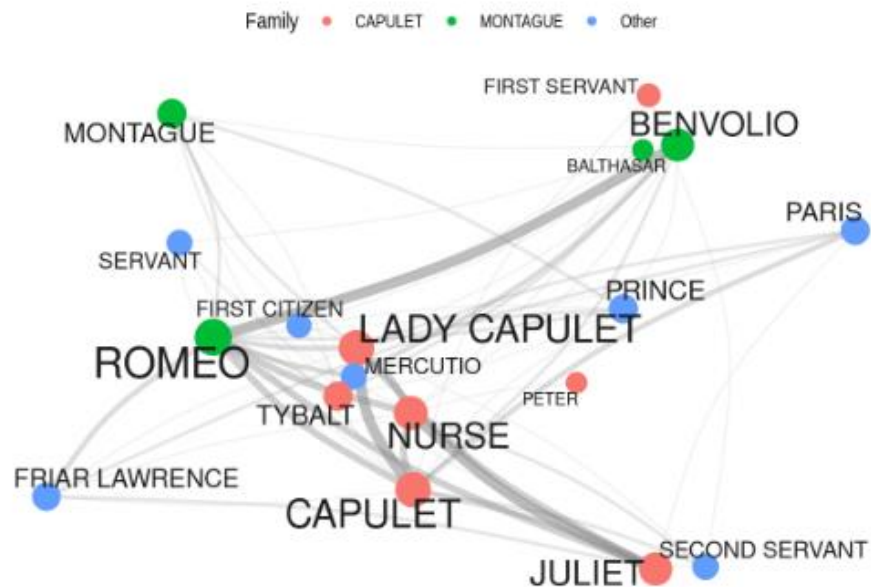 Family CAPULET MONTAGUE Other
FIRST SERVANT
MONTAGUE
BENVOLIO
BALTHASAR
PARIS
SERVANT
PRINCE
FIRST CITIZEN
LADY CAPULET
ROMEO
MERCUTIO
PETER
TYBALT
NURSE
FRIAR LAWRENCE
CAPULET
SECOND SERVANT
JULIET